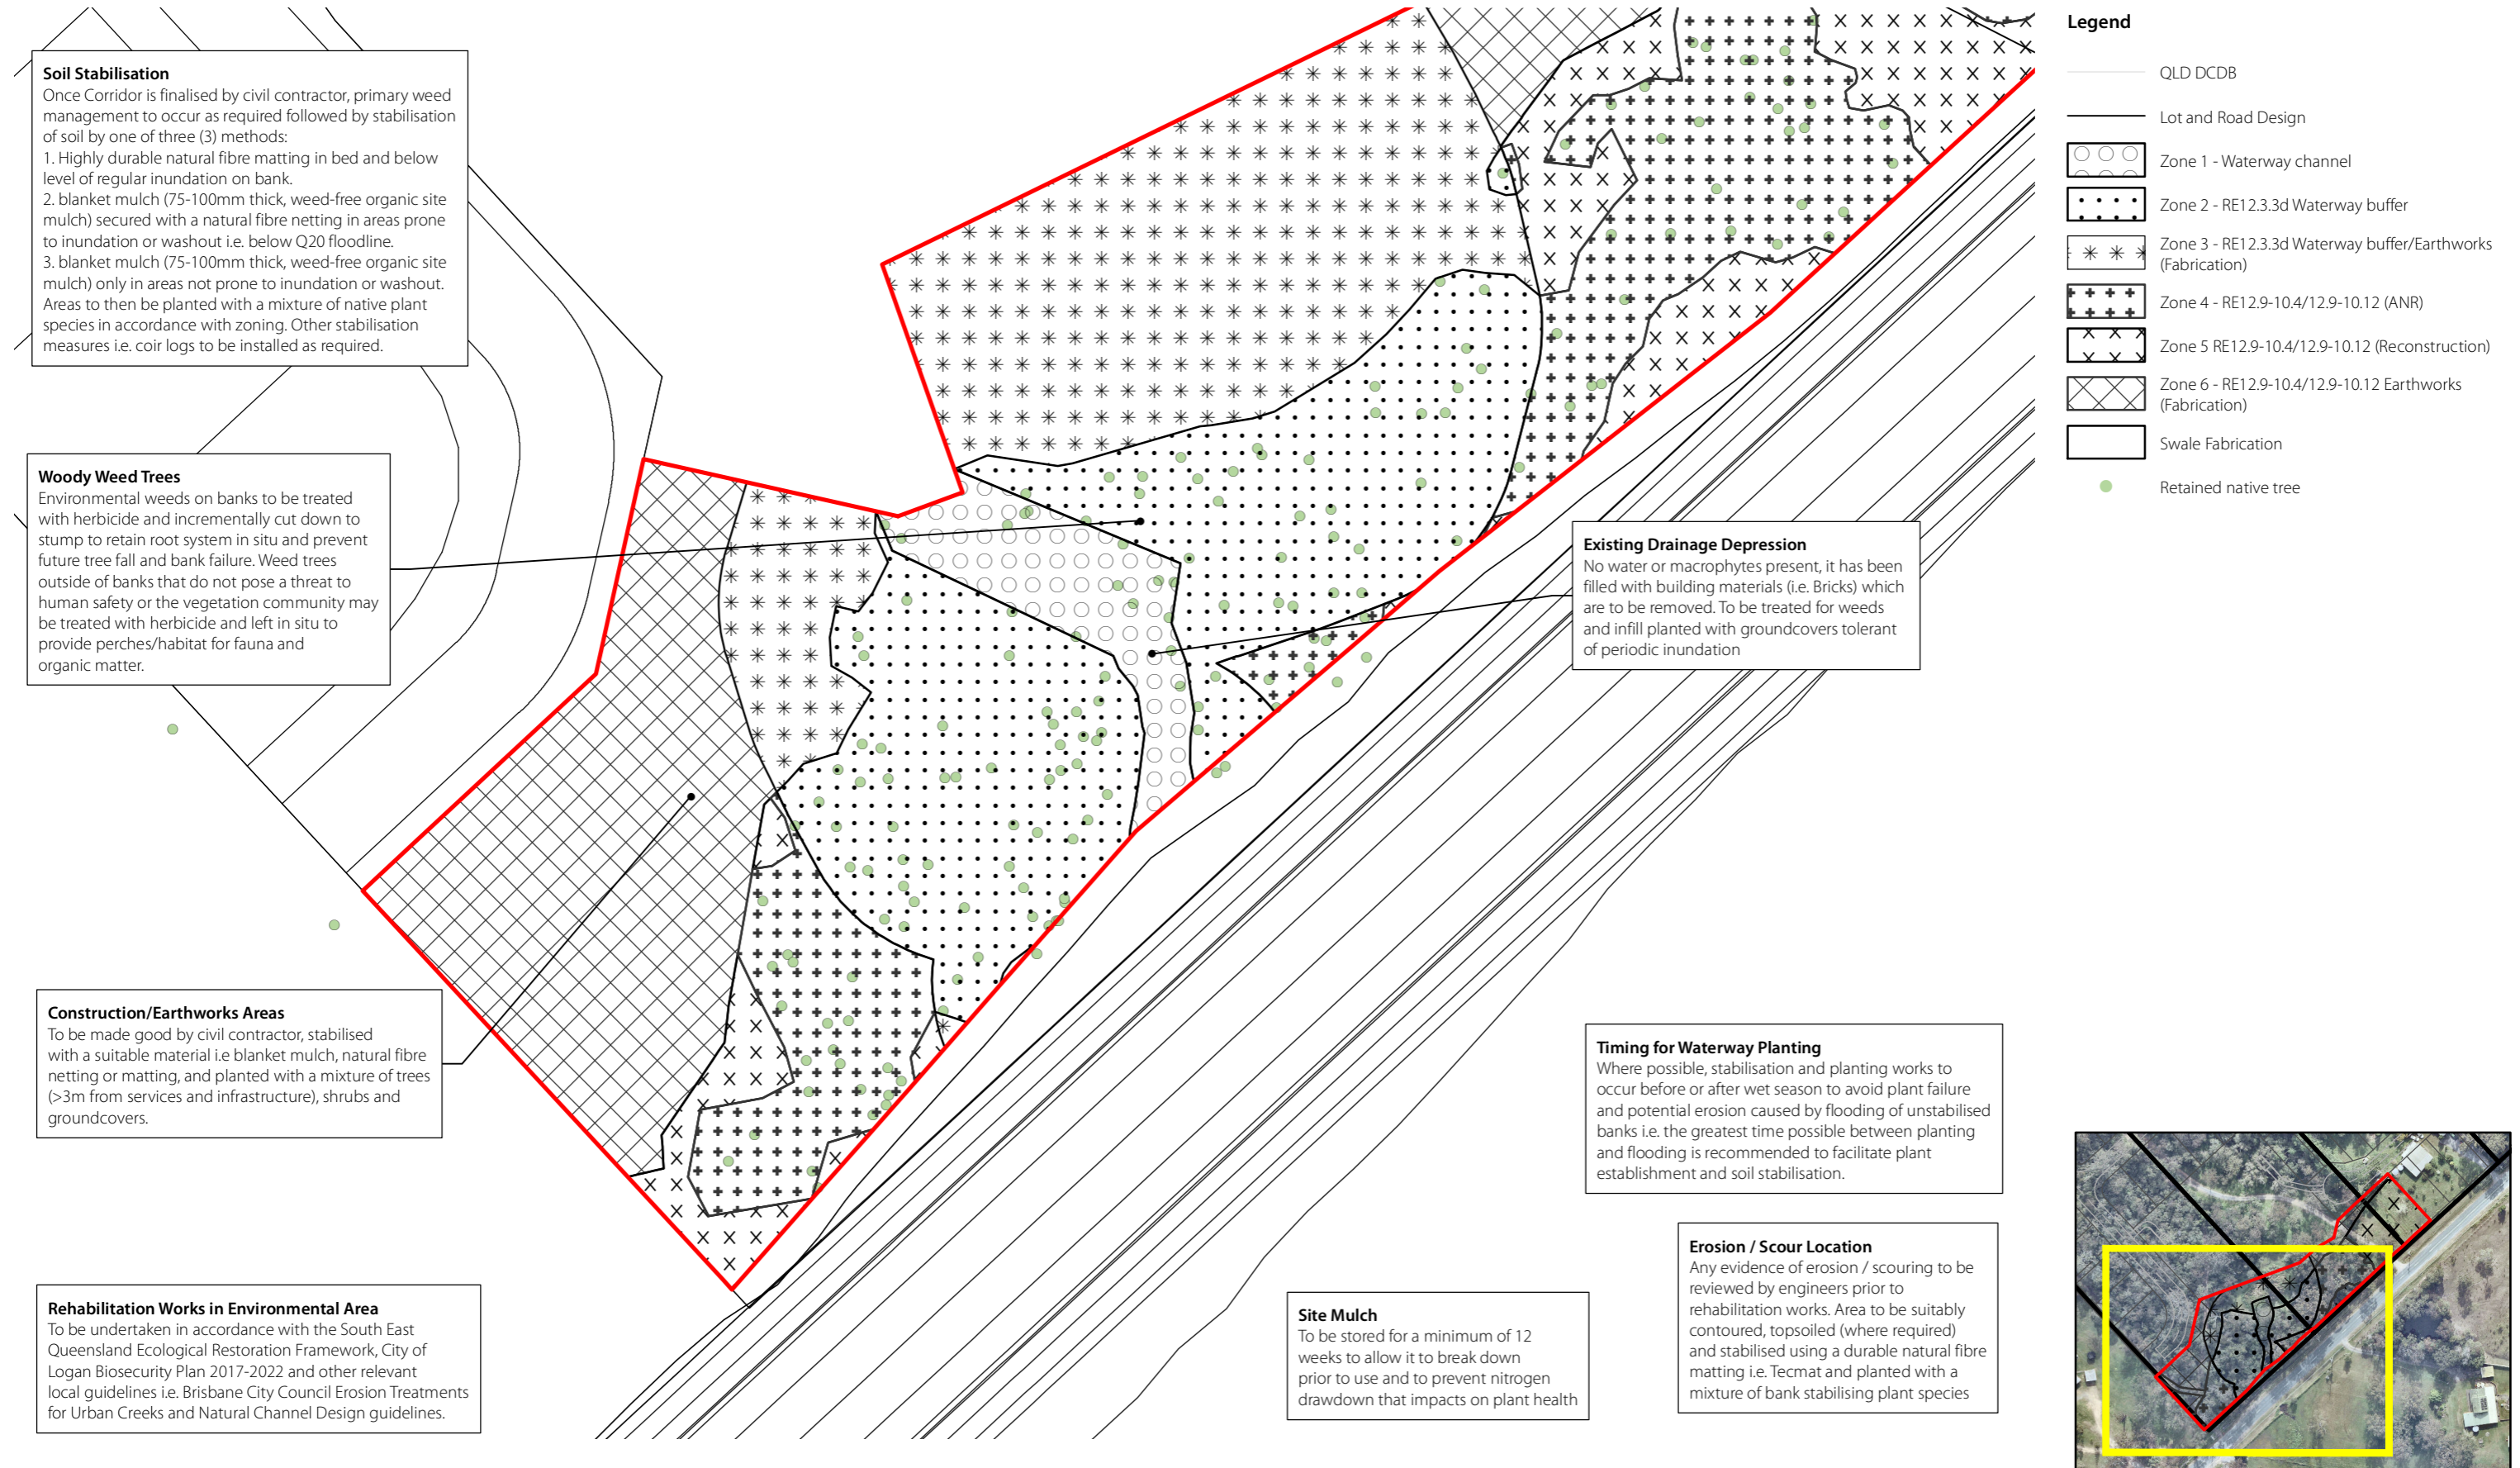 Soil Stabilisation
Once Corridor is finalised by civil contractor, primary weed
management to occur as required followed by stabilisation
of soil by one of three (3) methods:
1. Highly durable natural fibre matting in bed and below
level of regular inundation on bank.
2. blanket mulch (75-100mm thick, weed-free organic site
mulch) secured with a natural fibre netting in areas prone
to inundation or washout i.e. below Q20 floodline.
3. blanket mulch (75-100mm thick, weed-free organic site
mulch) only in areas not prone to inundation or washout.
Areas to then be planted with a mixture of native plant
species in accordance with zoning. Other stabilisation
measures i.e. coir logs to be installed as required.
Woody Weed Trees
Environmental weeds on banks to be treated
with herbicide and incrementally cut down to
stump to retain root system in situ and prevent
future tree fall and bank failure. Weed trees
outside of banks that do not pose a threat to
human safety or the vegetation community may
be treated with herbicide and left in situ to
provide perches/habitat for fauna and
organic matter.
Construction/Earthworks Areas
To be made good by civil contractor, stabilised
with a suitable material i.e blanket mulch, natural fibre
netting or matting, and planted with a mixture of trees
(>3m from services and infrastructure), shrubs and
groundcovers.
Rehabilitation Works in Environmental Area
To be undertaken in accordance with the South East
Queensland Ecological Restoration Framework, City of
Logan Biosecurity Plan 2017-2022 and other relevant
local guidelines i.e. Brisbane City Council Erosion Treatments
for Urban Creeks and Natural Channel Design guidelines.
Existing Drainage Depression
No water or macrophytes present, it has been
filled with building materials (i.e. Bricks) which
are to be removed. To be treated for weeds
and infill planted with groundcovers tolerant
of periodic inundation
Timing for Waterway Planting
Where possible, stabilisation and planting works to
occur before or after wet season to avoid plant failure
and potential erosion caused by flooding of unstabilised
banks i.e. the greatest time possible between planting
and flooding is recommended to facilitate plant
establishment and soil stabilisation.
Erosion / Scour Location
Any evidence of erosion / scouring to be
reviewed by engineers prior to
rehabilitation works. Area to be suitably
contoured, topsoiled (where required)
and stabilised using a durable natural fibre
matting i.e. Tecmat and planted with a
mixture of bank stabilising plant species
Site Mulch
To be stored for a minimum of 12
weeks to allow it to break down
prior to use and to prevent nitrogen
drawdown that impacts on plant health
Legend
QLD DCDB
Lot and Road Design
Zone 1 - Waterway channel
Zone 2 - RE12.3.3d Waterway buffer
Zone 3 - RE12.3.3d Waterway buffer/Earthworks
(Fabrication)
Zone 4 - RE12.9-10.4/12.9-10.12 (ANR)
Zone 5 RE12.9-10.4/12.9-10.12 (Reconstruction)
Zone 6 - RE12.9-10.4/12.9-10.12 Earthworks
(Fabrication)
Swale Fabrication
Retained native tree